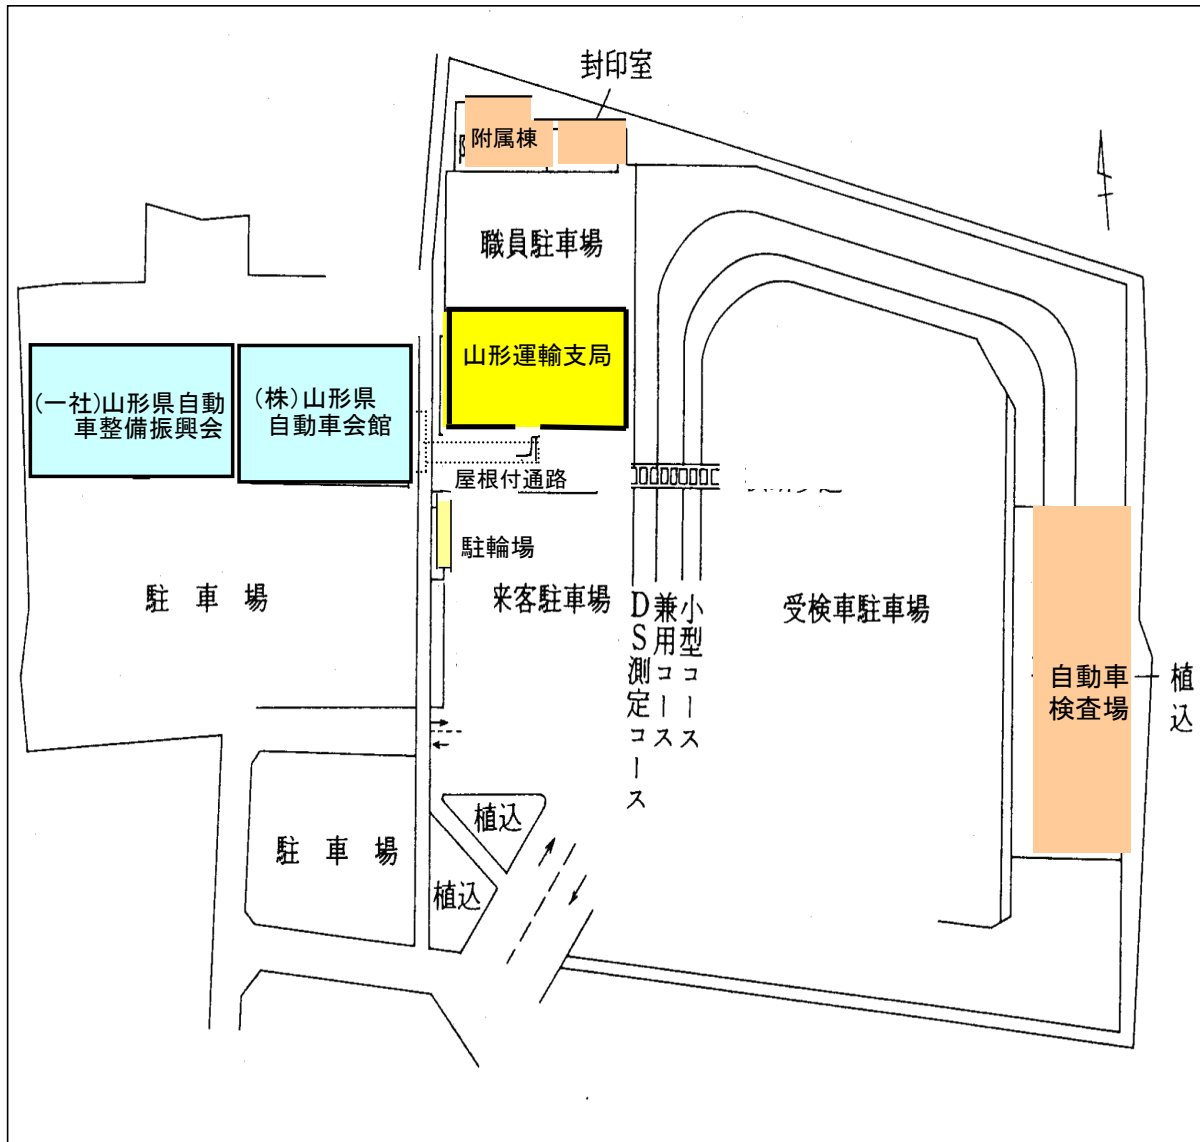 封印室
附属棟
職員駐車場
山形運輸支局
(一社)山形県自動
車整備振興会
(株)山形県
自動車会館
屋根付通路
駐輪場
駐 車 場
来客駐車場
DS測定コース
兼用コース
小型コース
受検車駐車場
自動車
検査場
植込
植込
駐 車 場
植込